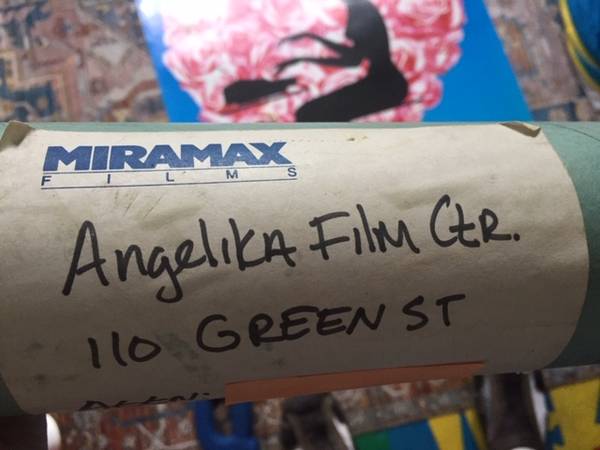 MIRAMAX
FILMS
Angelika Film Ctr.
110 GREEN ST